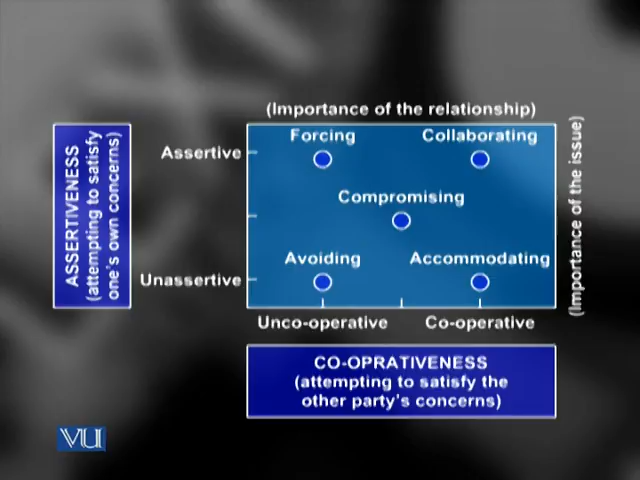 (Importance of the relationship)
ASSERTIVENESS
(attempting to satisfy
one's own concerns)
Assertive
Unassertive
Forcing
Collaborating
Compromising
Avoiding
Accommodating
(Importance of the issue)
Unco-operative
Co-operative
CO-OPRATIVENESS
(attempting to satisfy the
other party's concerns)
VU